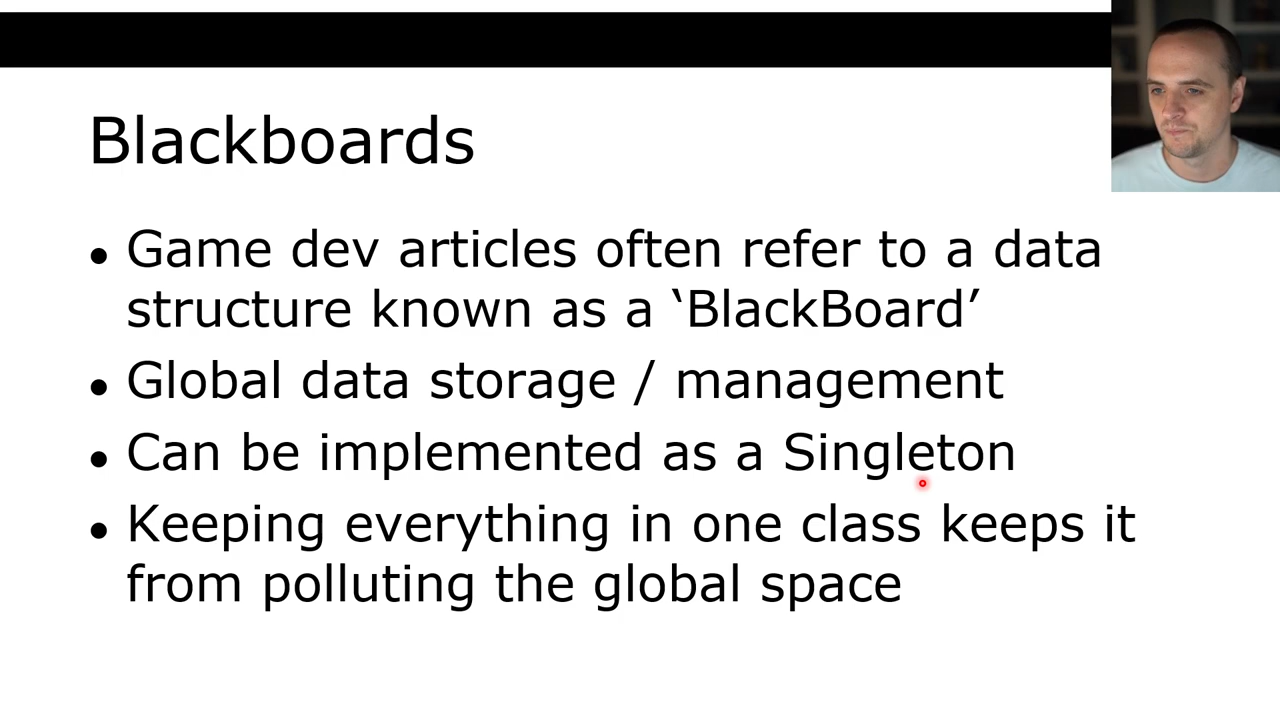 Blackboards
• Game dev articles often refer to a data
structure known as a ‘BlackBoard’
• Global data storage / management
• Can be implemented as a Singleton
• Keeping everything in one class keeps it
from polluting the global space